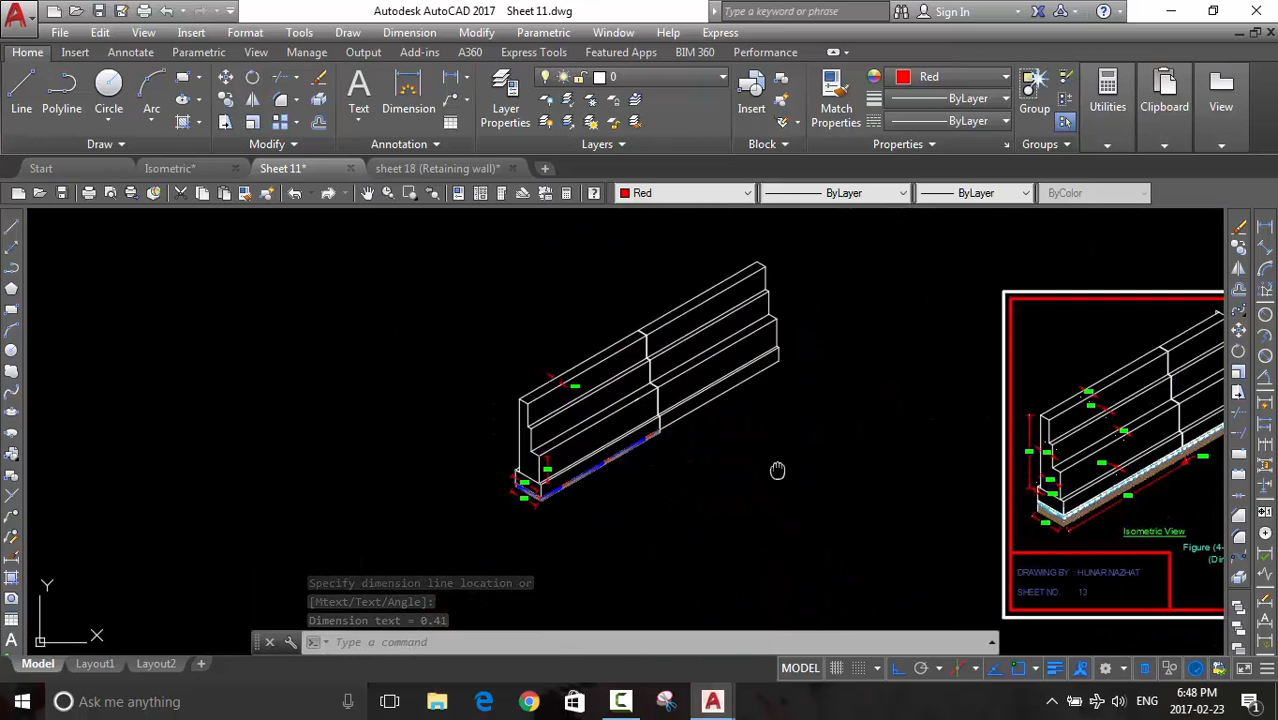 Autodesk AutoCAD 2017 Sheet 11.dwg
Type a keyword or phrase
Sign In
File Edit View Insert Format Tools Draw Dimension Modify Parametric Window Help Express
Home Insert Annotate Parametric View Manage Output Add-ins A360 Express Tools Featured Apps BIM 360 Performance
Line Polyline Circle Arc
Text Dimension
Layer Properties
0
Insert
Match Properties
Red
ByLayer
ByLayer
Group
Utilities
Clipboard
View
Draw Modify Annotation Layers Block Properties Groups
Start Isometric* Sheet 11* sheet 18 (Retaining wall)*
Red ByLayer ByLayer ByColor
Isometric View
Figure (4-
(Di
DRAWING BY : HUNAR NAZHAT
SHEET NO. 13
Specify dimension line location or
[Mtext/Text/Angle]:
Dimension text = 0.41
Y
X
Type a command
Model Layout1 Layout2
MODEL
Ask me anything
ENG
6:48 PM
2017-02-23